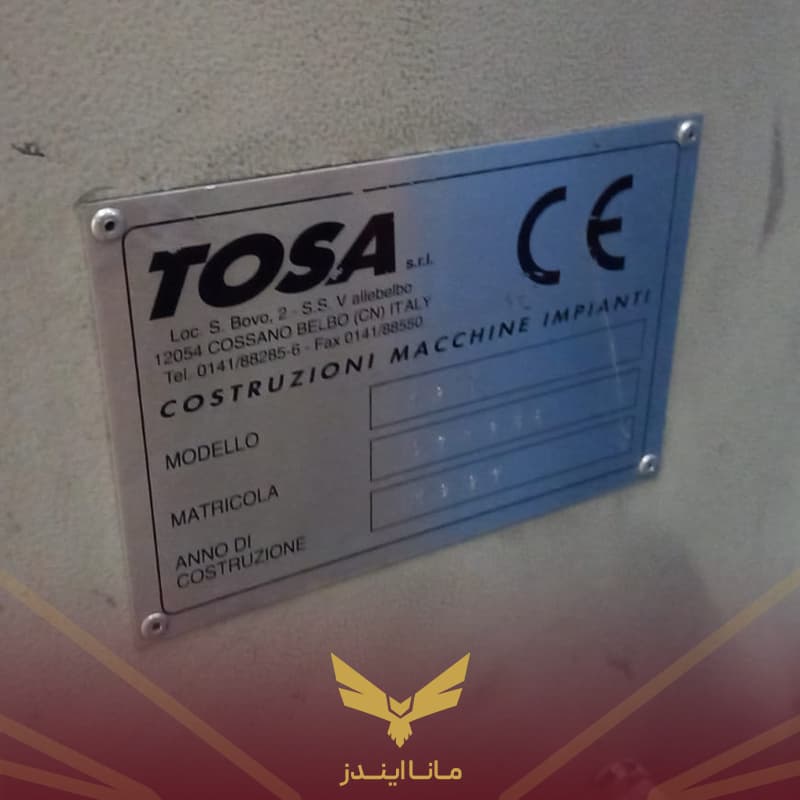 TOSA s.r.l.
CE
Loc. S. Bovo, 2 - S.S. Vallebelbo
12054 COSSANO BELBO (CN) ITALY
Tel. 0141/88285-6 - Fax 0141/88550
COSTRUZIONI MACCHINE IMPIANTI
MODELLO
MATRICOLA
ANNO DI
COSTRUZIONE
مانا ایندز